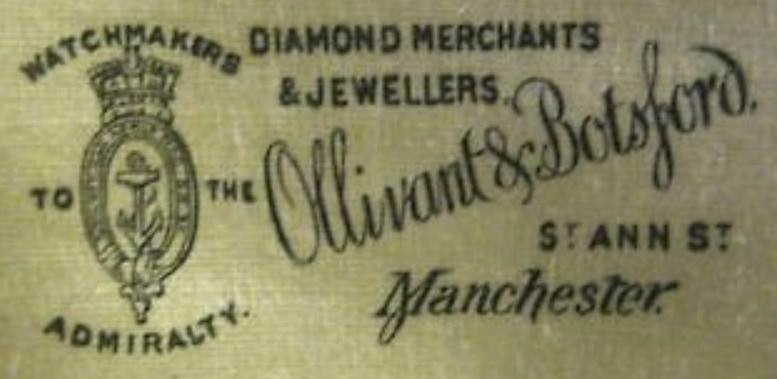 WATCHMAKERS
TO THE
ADMIRALTY.
DIAMOND MERCHANTS
& JEWELLERS.
Ollivant & Botsford.
ST ANN ST
Manchester.